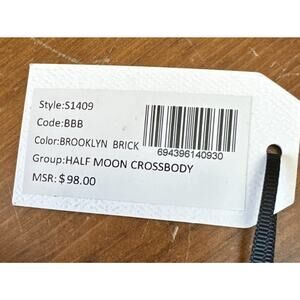 Style:S1409
Code:BBB
Color:BROOKLYN BRICK
694396140930
Group:HALF MOON CROSSBODY
MSR: $98.00